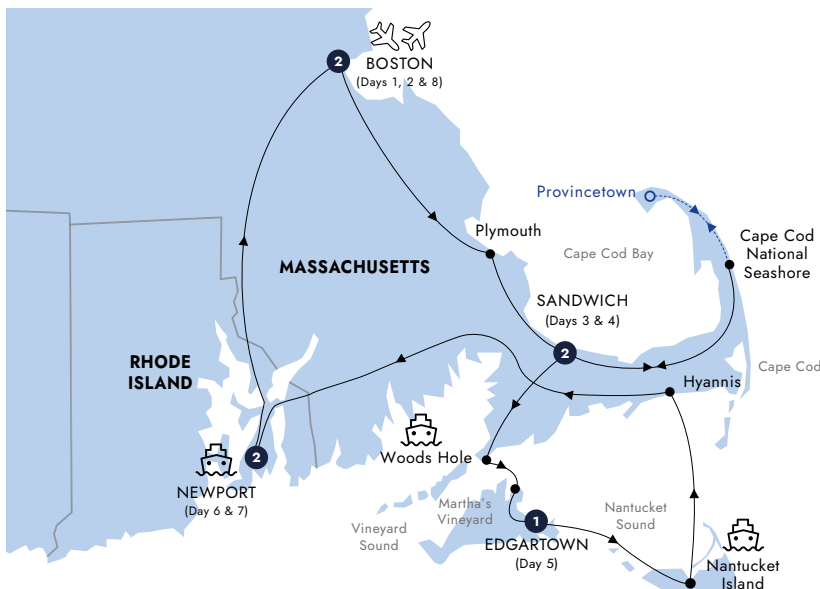 2
BOSTON
(Days 1, 2 & 8)
Provincetown
Plymouth
Cape Cod
National
Seashore
Cape Cod Bay
MASSACHUSETTS
SANDWICH
(Days 3 & 4)
2
RHODE
ISLAND
Cape Cod
Hyannis
Woods Hole
2
NEWPORT
(Day 6 & 7)
Martha's
Vineyard
Nantucket
Sound
Vineyard
Sound
1
EDGARTOWN
(Day 5)
Nantucket
Island